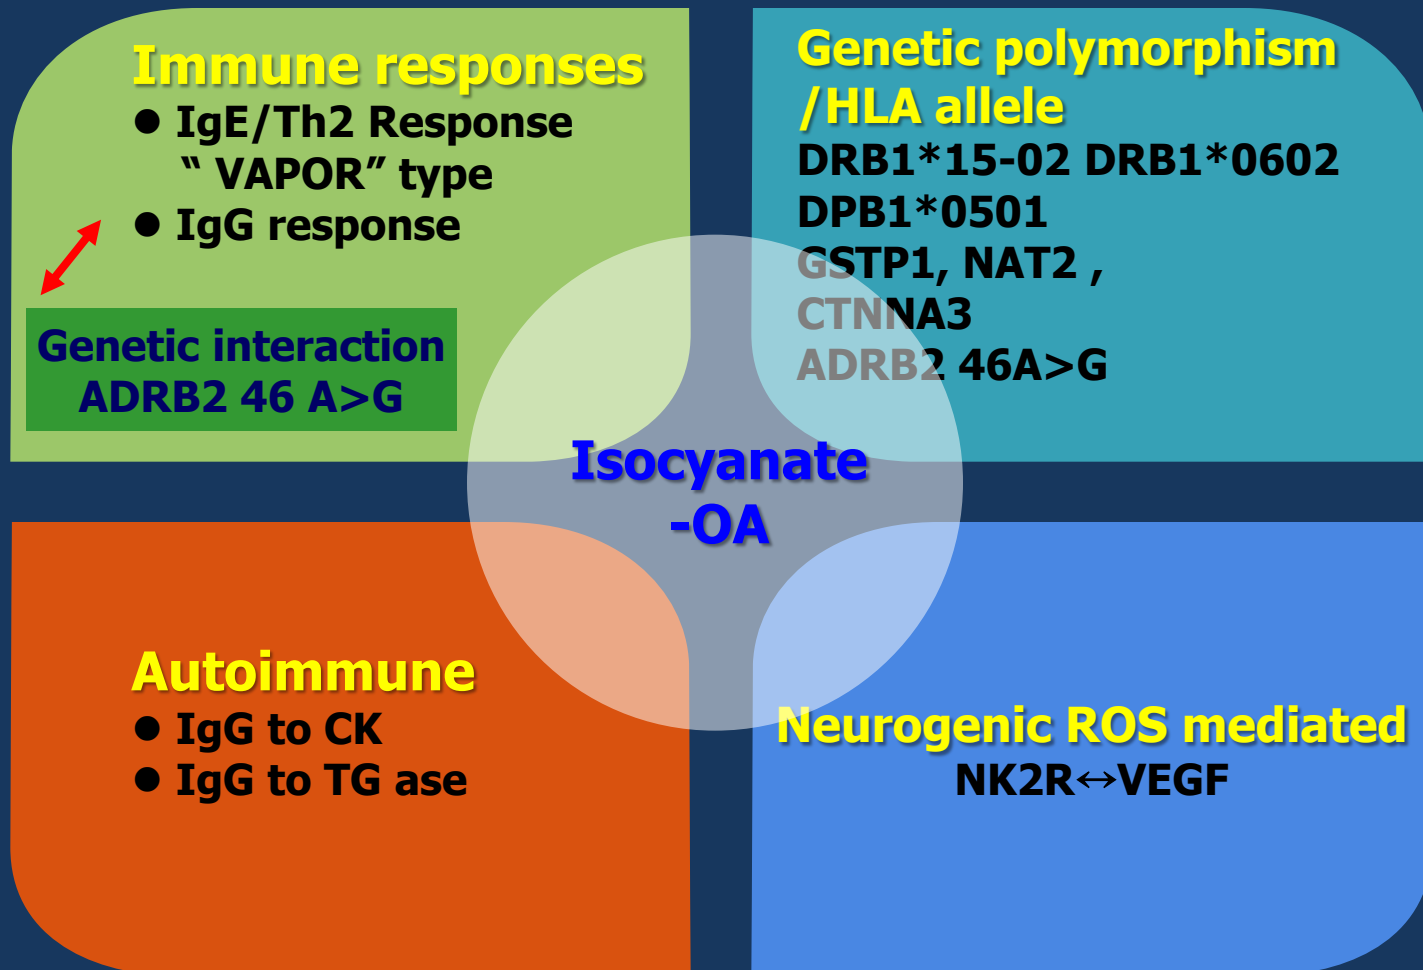 Immune responses
● IgE/Th2 Response
“ VAPOR” type
● IgG response
Genetic interaction
ADRB2 46 A>G
Genetic polymorphism
/HLA allele
DRB1*15-02 DRB1*0602
DPB1*0501
GSTP1, NAT2 ,
CTNNA3
ADRB2 46A>G
Isocyanate
-OA
Autoimmune
● IgG to CK
● IgG to TG ase
Neurogenic ROS mediated
NK2R↔VEGF